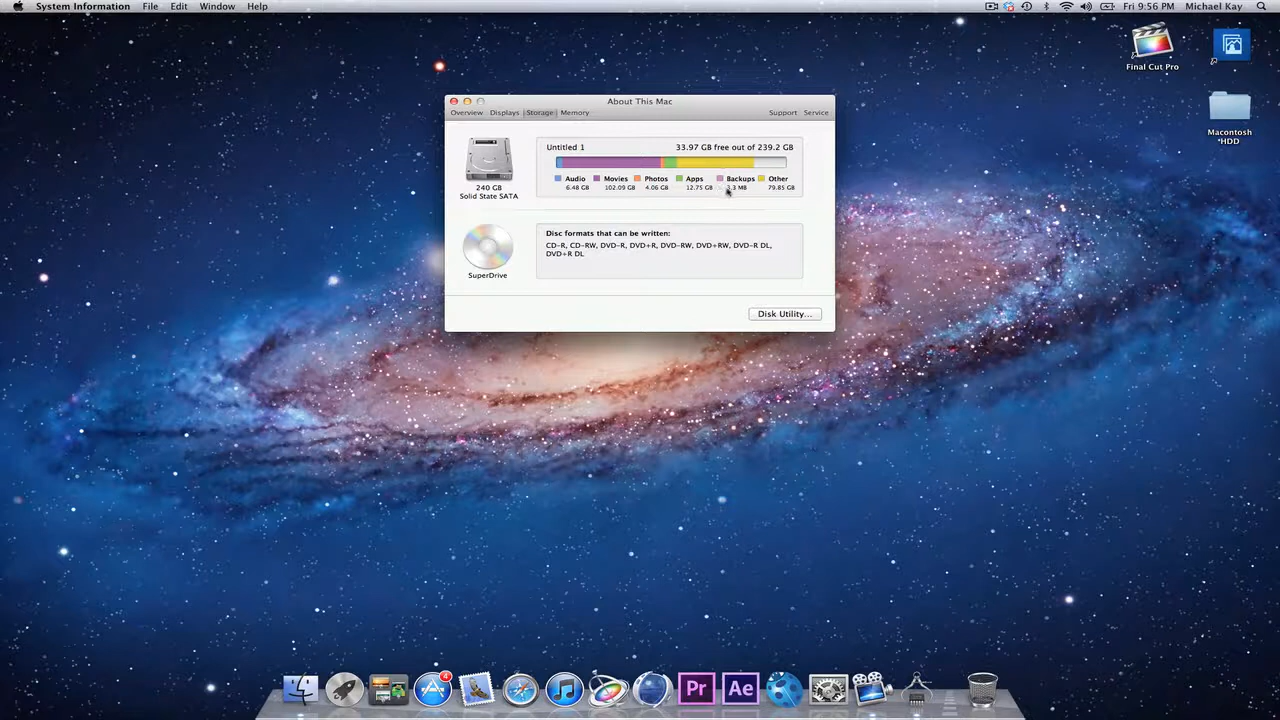 System Information File Edit Window Help Fri 9:56 PM Michael Kay
Final Cut Pro
Macintosh
*HDD
About This Mac
Overview Displays Storage Memory Support Service
Untitled 1 33.97 GB free out of 239.2 GB
Audio Movies Photos Apps Backups Other
6.48 GB 102.09 GB 4.06 GB 12.75 GB MB 79.85 GB
240 GB
Solid State SATA
Disc formats that can be written:
CD-R, CD-RW, DVD-R, DVD+R, DVD-RW, DVD+RW, DVD-R DL,
DVD+R DL
SuperDrive
Disk Utility...
4
Pr Ae